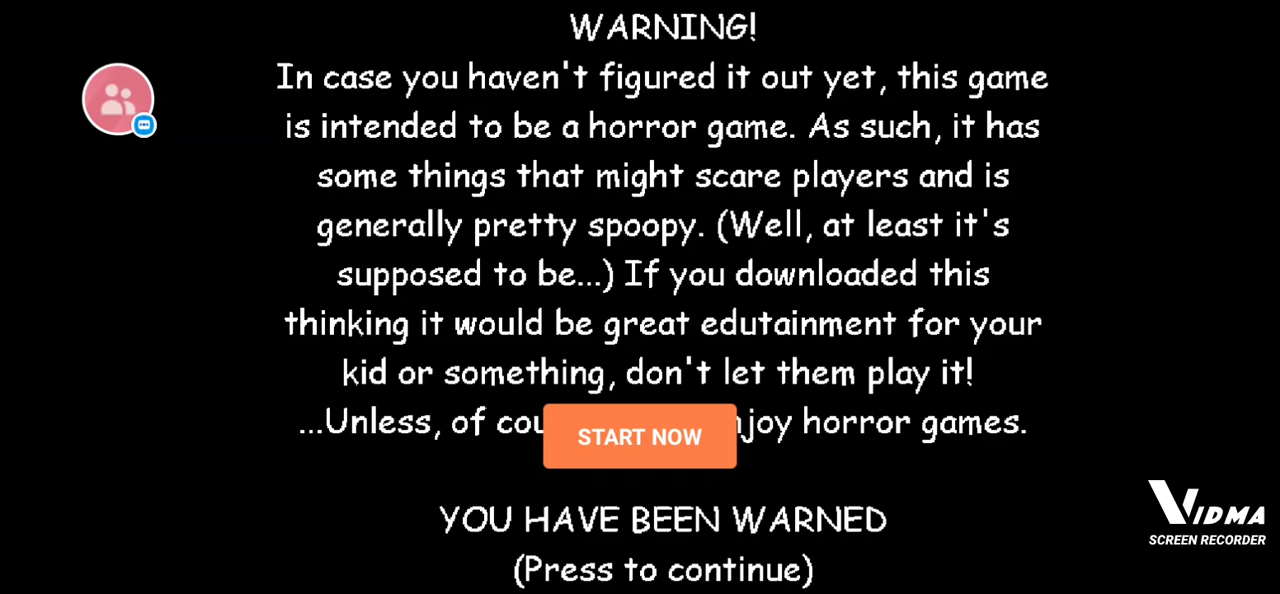 WARNING!
In case you haven't figured it out yet, this game
is intended to be a horror game. As such, it has
some things that might scare players and is
generally pretty spoopy. (Well, at least it's
supposed to be...) If you downloaded this
thinking it would be great edutainment for your
kid or something, don't let them play it!
...Unless, of horror games.
START NOW
YOU HAVE BEEN WARNED
(Press to continue)
VIDMA
SCREEN RECORDER